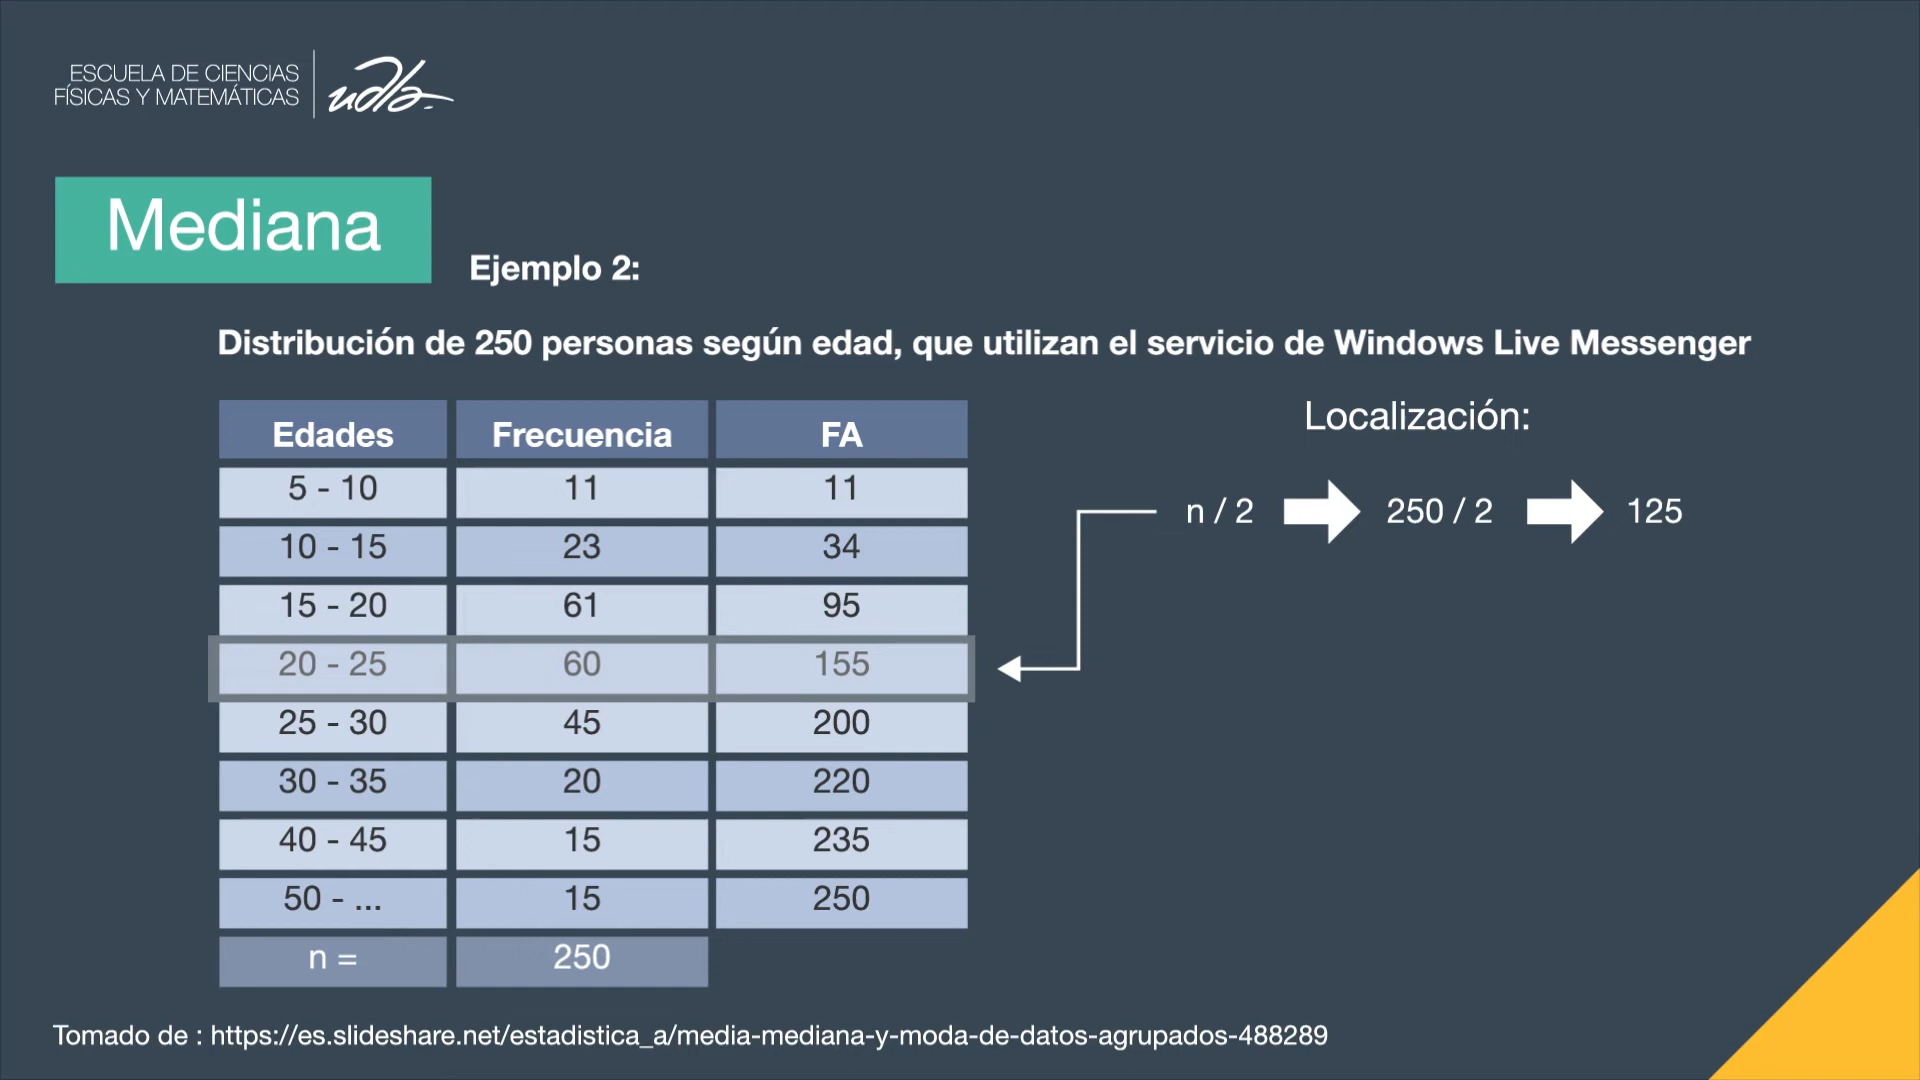 ESCUELA DE CIENCIAS
FÍSICAS Y MATEMÁTICAS
udla
Mediana
Ejemplo 2:
Distribución de 250 personas según edad, que utilizan el servicio de Windows Live Messenger
Localización:
n / 2 250 / 2 125
Edades Frecuencia FA
5 - 10 11 11
10 - 15 23 34
15 - 20 61 95
20 - 25 60 155
25 - 30 45 200
30 - 35 20 220
40 - 45 15 235
50 - ... 15 250
n = 250
Tomado de : https://es.slideshare.net/estadistica_a/media-mediana-y-moda-de-datos-agrupados-488289